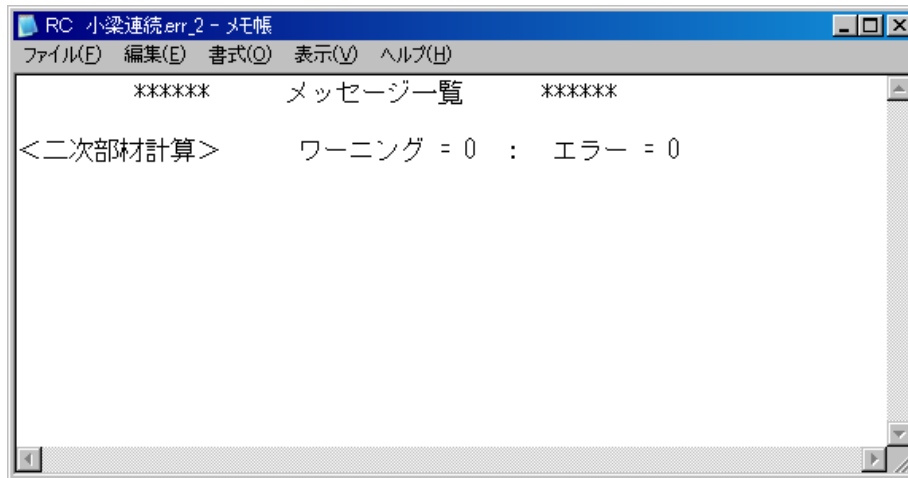 RC 小梁連続.err_2 - メモ帳
ファイル(F) 編集(E) 書式(O) 表示(V) ヘルプ(H)
****** メッセージ一覧 ******
＜二次部材計算＞ ワーニング = 0 : エラー = 0